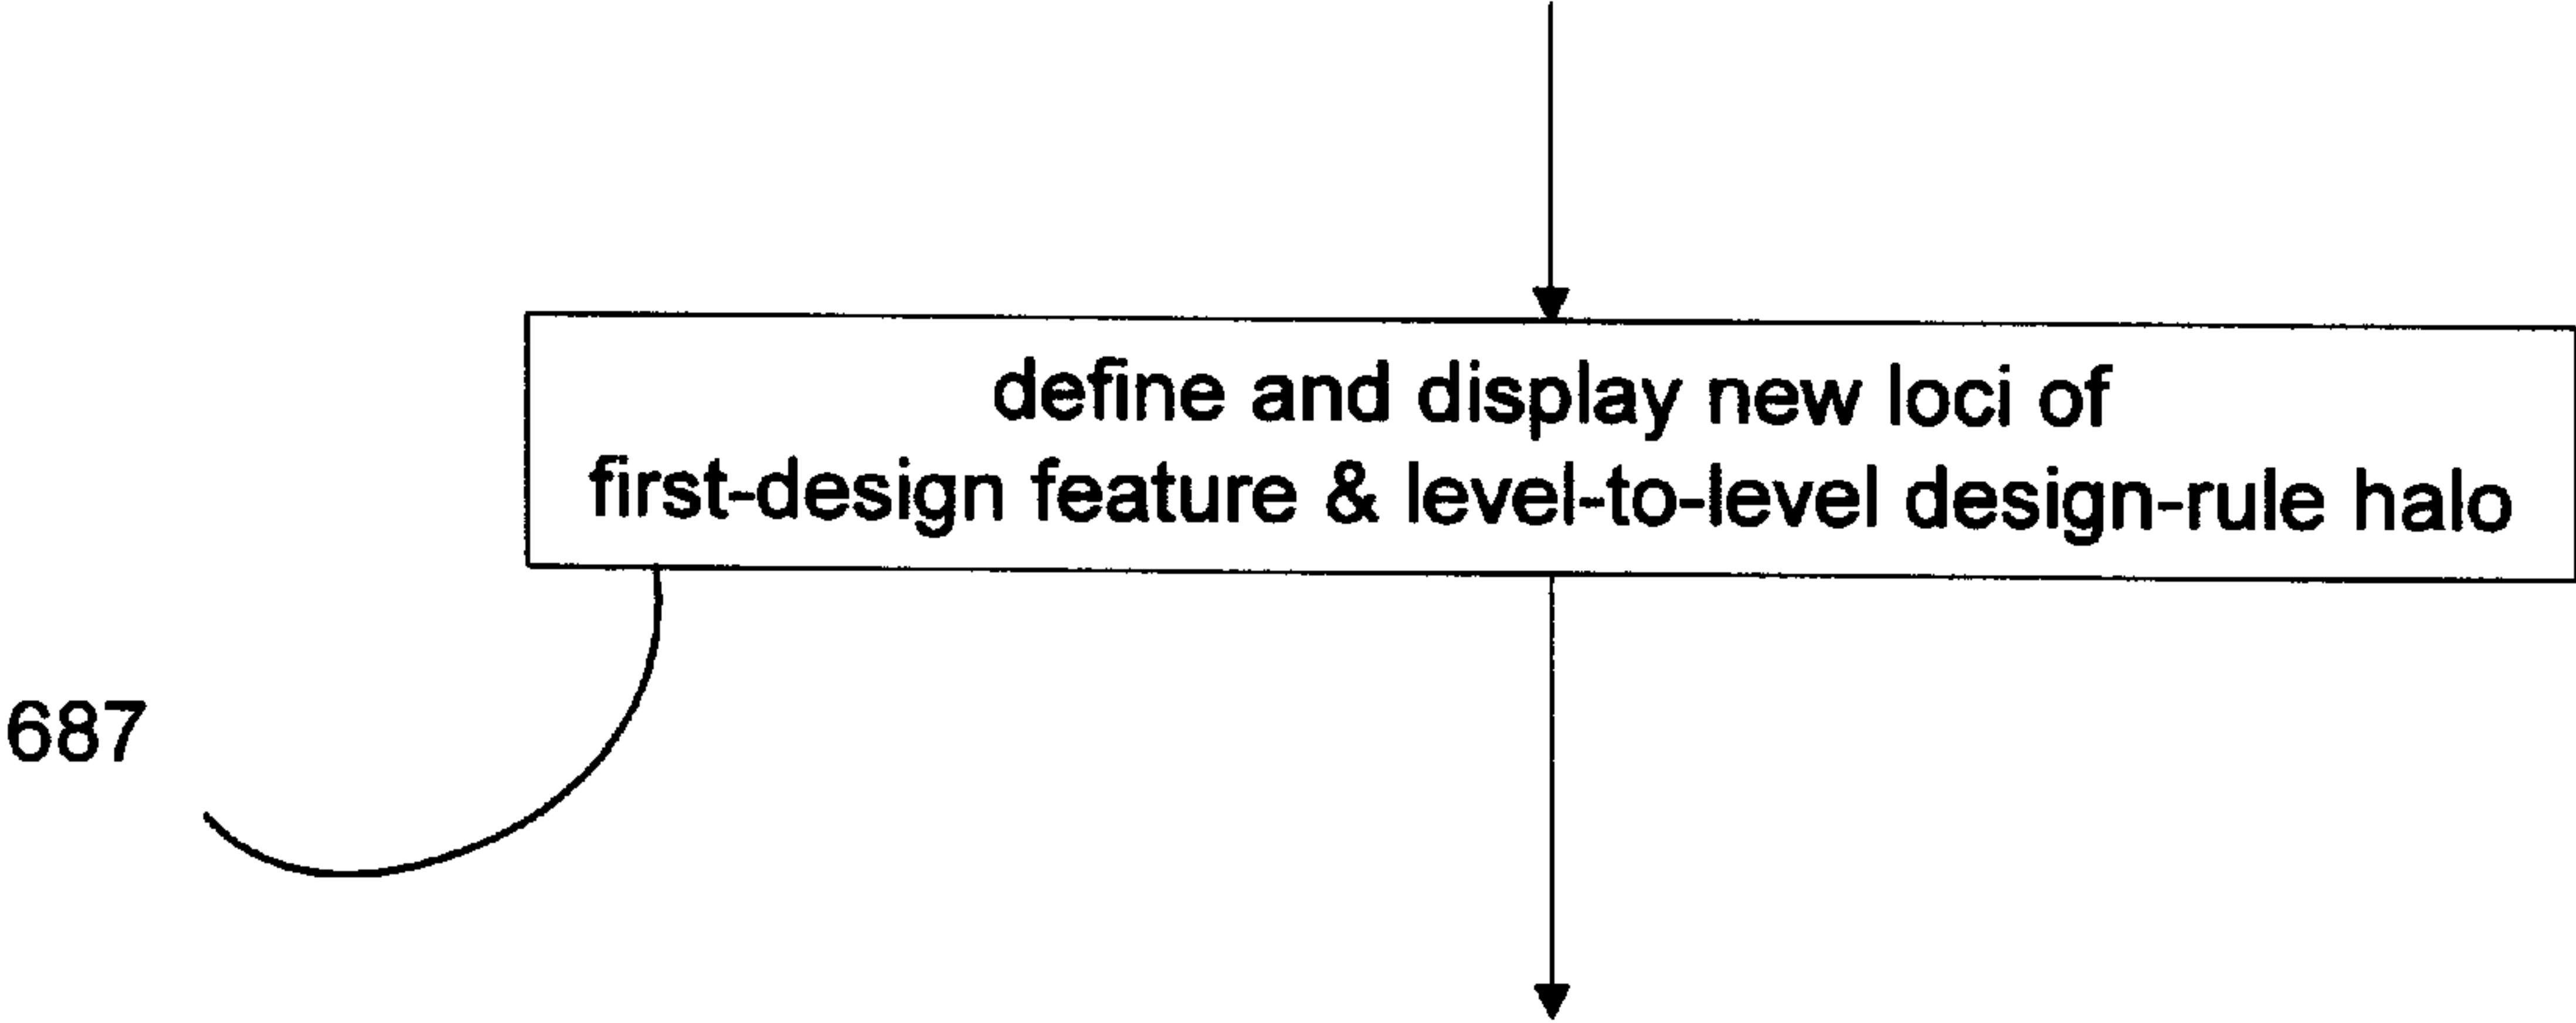 define and display new loci of
first-design feature & level-to-level design-rule halo
687